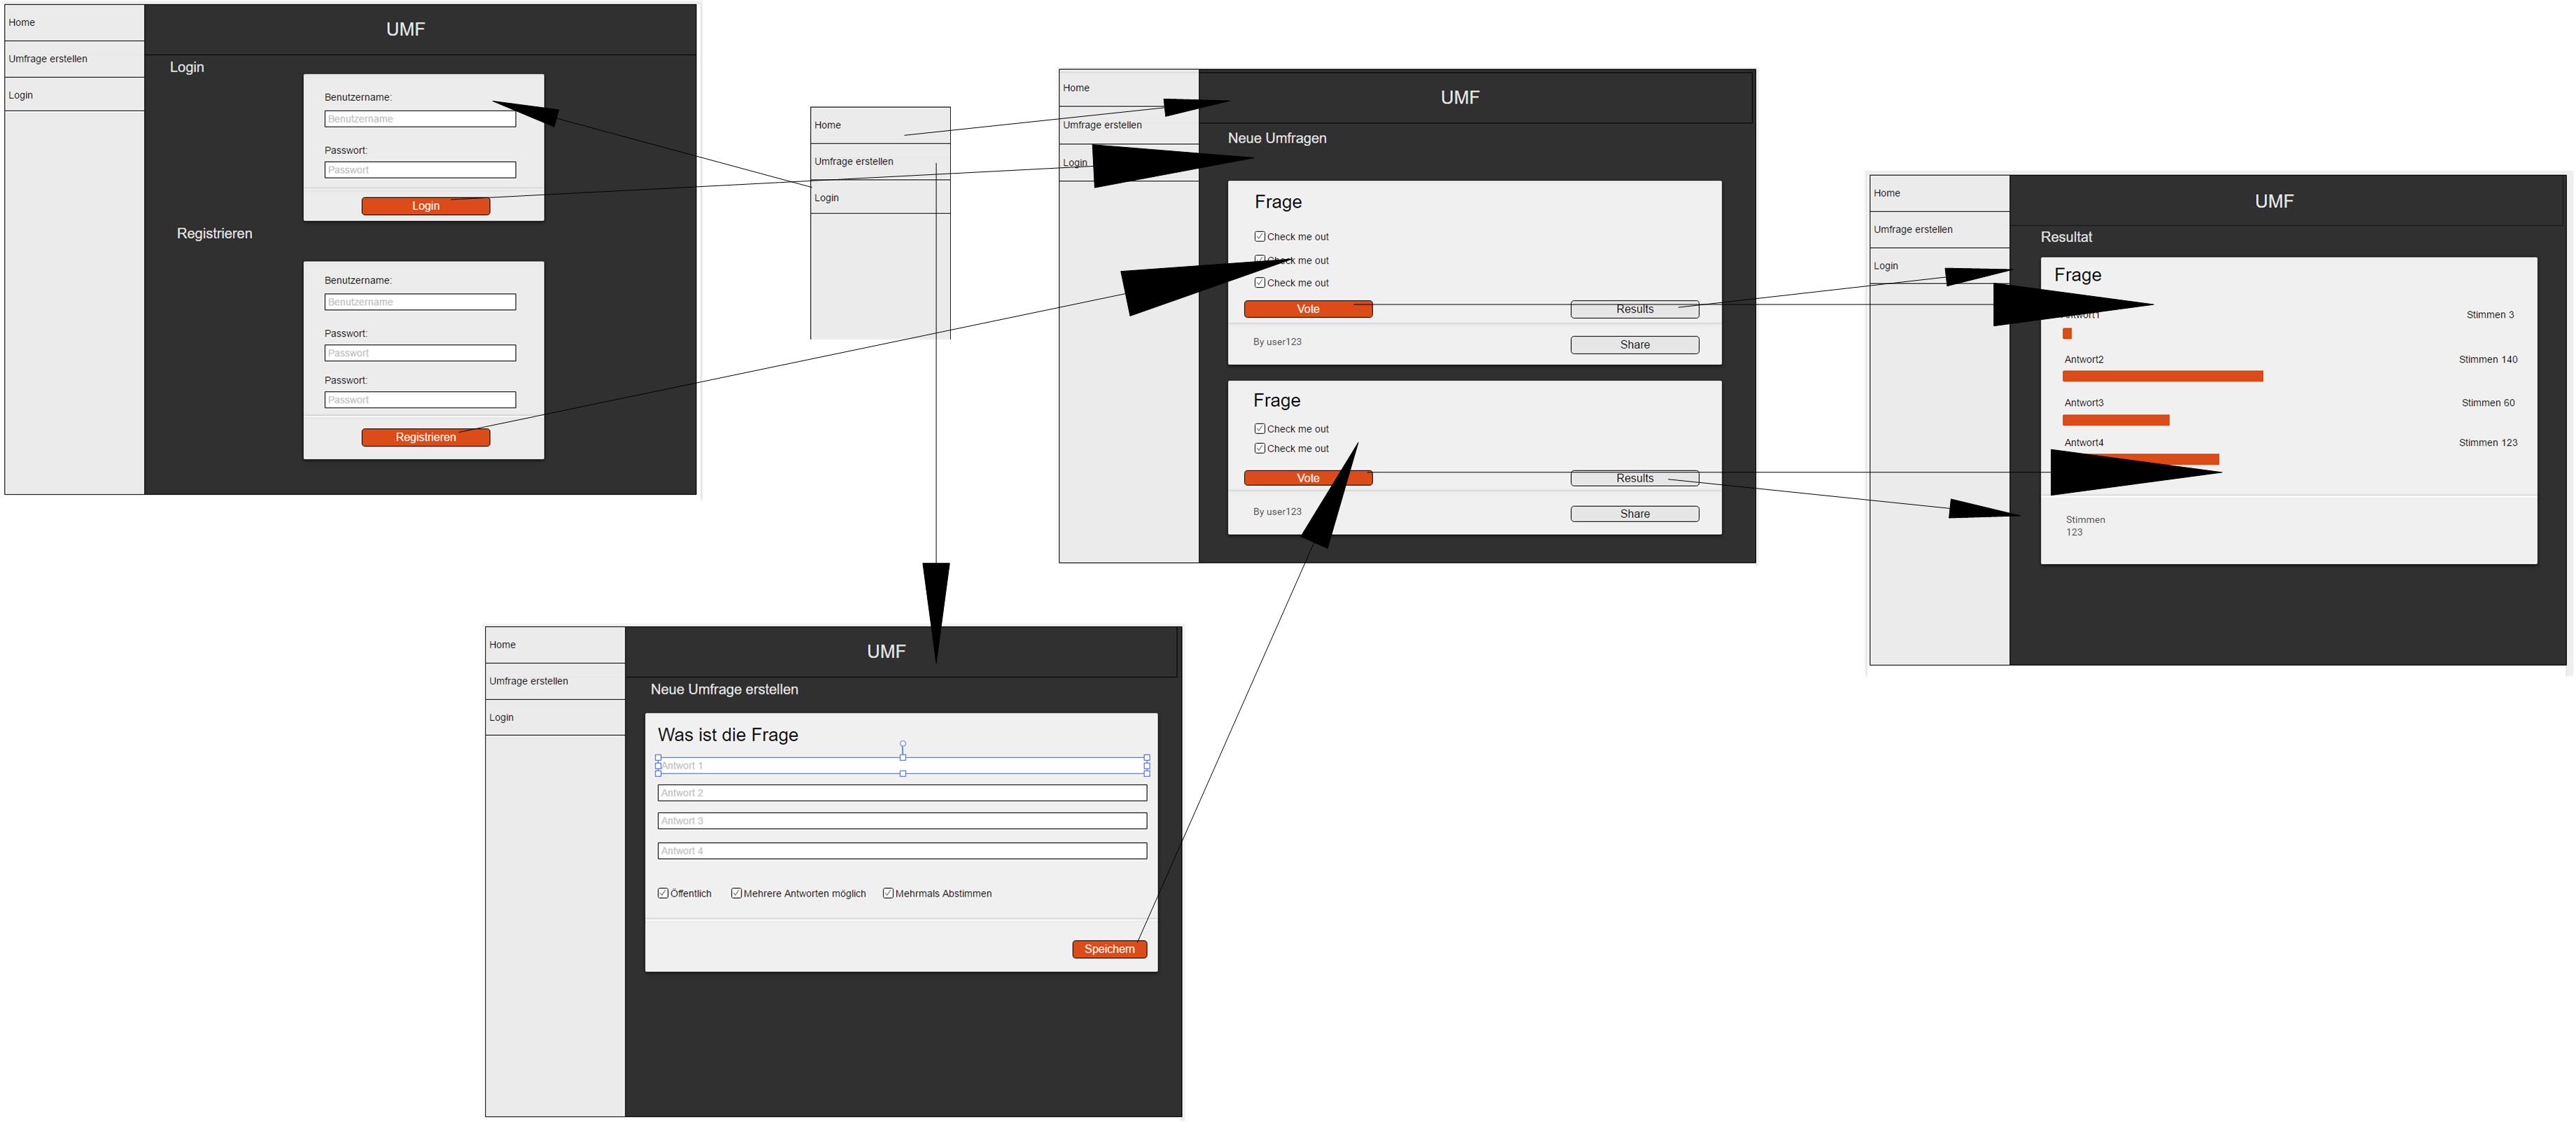 Home
Umfrage erstellen
Login
UMF
Login
Benutzername:
Benutzername
Passwort:
Passwort
Login
Registrieren
Benutzername:
Benutzername
Passwort:
Passwort
Passwort:
Passwort
Registrieren
Home
Umfrage erstellen
Login
Home
Umfrage erstellen
Login
UMF
Neue Umfragen
Frage
Check me out
Check me out
Check me out
Vote
Results
By user123
Share
Frage
Check me out
Check me out
Vote
Results
By user123
Share
Home
Umfrage erstellen
Login
UMF
Resultat
Frage
Antwort1
Stimmen 3
Antwort2
Stimmen 140
Antwort3
Stimmen 60
Antwort4
Stimmen 123
Stimmen
123
Home
Umfrage erstellen
Login
UMF
Neue Umfrage erstellen
Was ist die Frage
Antwort 1
Antwort 2
Antwort 3
Antwort 4
Öffentlich
Mehrere Antworten möglich
Mehrmals Abstimmen
Speichern